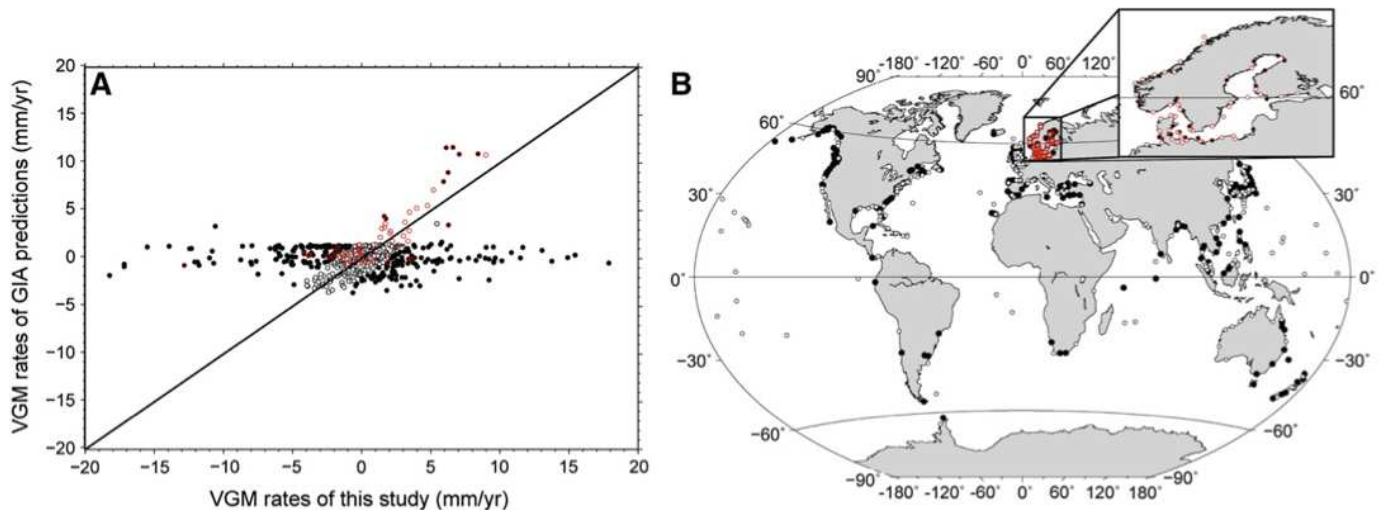 A
VGM rates of GIA predictions (mm/yr)
20
15
10
5
0
−5
−10
−15
−20
−20 −15 −10 −5 0 5 10 15 20
VGM rates of this study (mm/yr)
B
-180° -120° -60° 0° 60° 120°
90°
60°
60°
30° 30°
0° 0°
−30° −30°
−60° −60°
−90° −90°
-180° -120° -60° 0° 60° 120° 180°